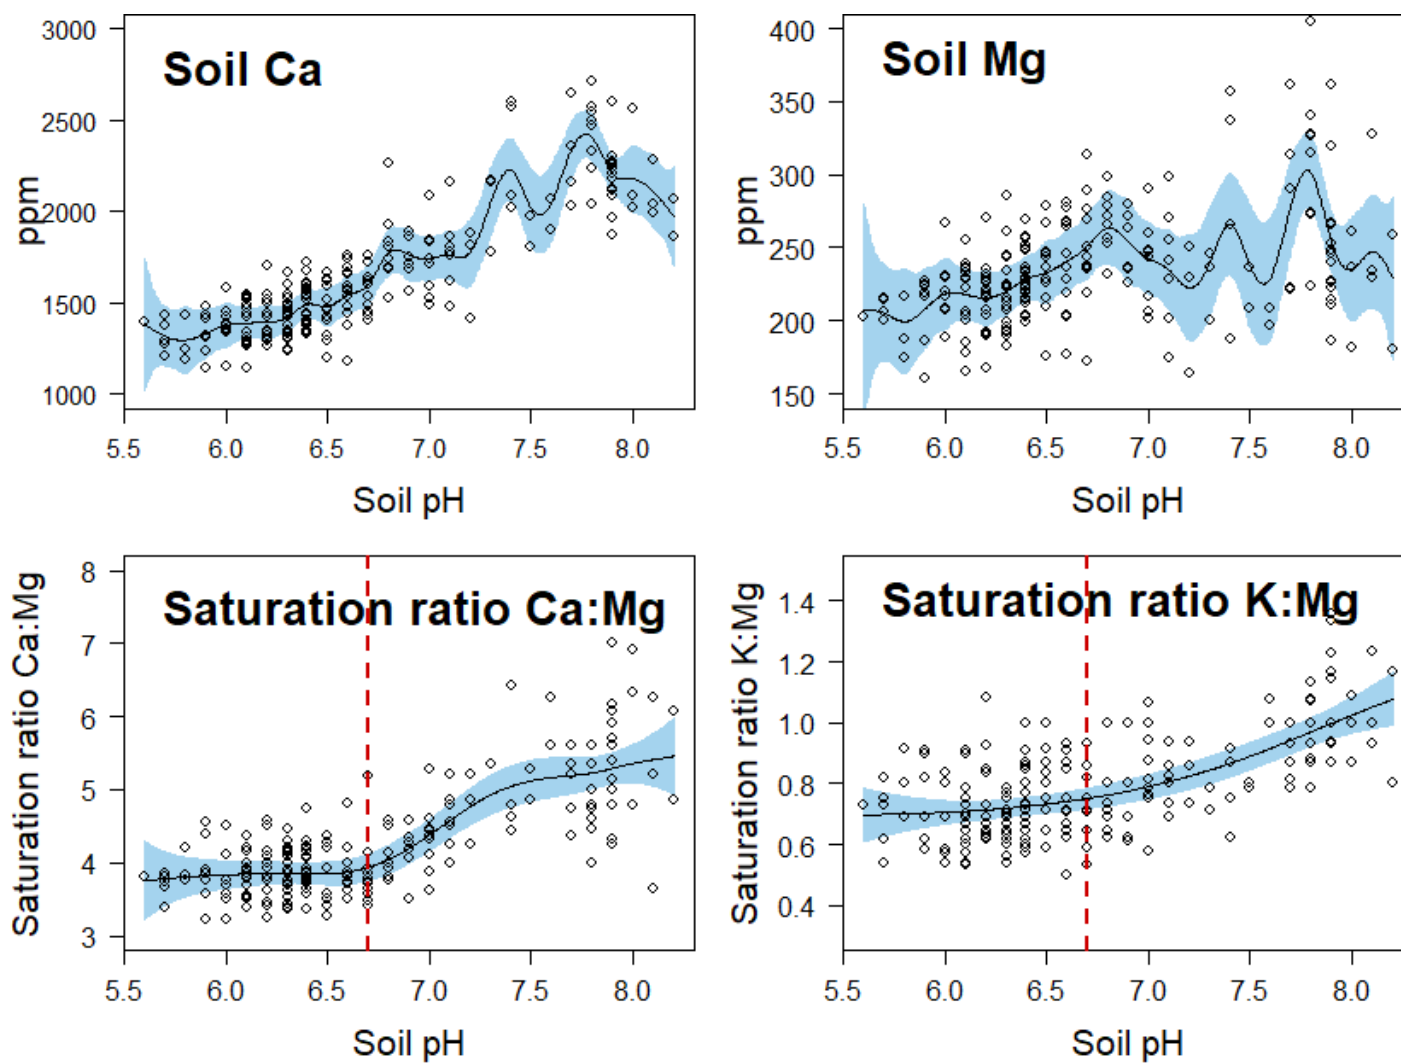 Soil Ca
ppm
3000
2500
2000
1500
1000
5.5 6.0 6.5 7.0 7.5 8.0
Soil pH
Soil Mg
ppm
400
350
300
250
200
150
5.5 6.0 6.5 7.0 7.5 8.0
Soil pH
Saturation ratio Ca:Mg
Saturation ratio Ca:Mg
8
7
6
5
4
3
5.5 6.0 6.5 7.0 7.5 8.0
Soil pH
Saturation ratio K:Mg
Saturation ratio K:Mg
1.4
1.2
1.0
0.8
0.6
0.4
5.5 6.0 6.5 7.0 7.5 8.0
Soil pH